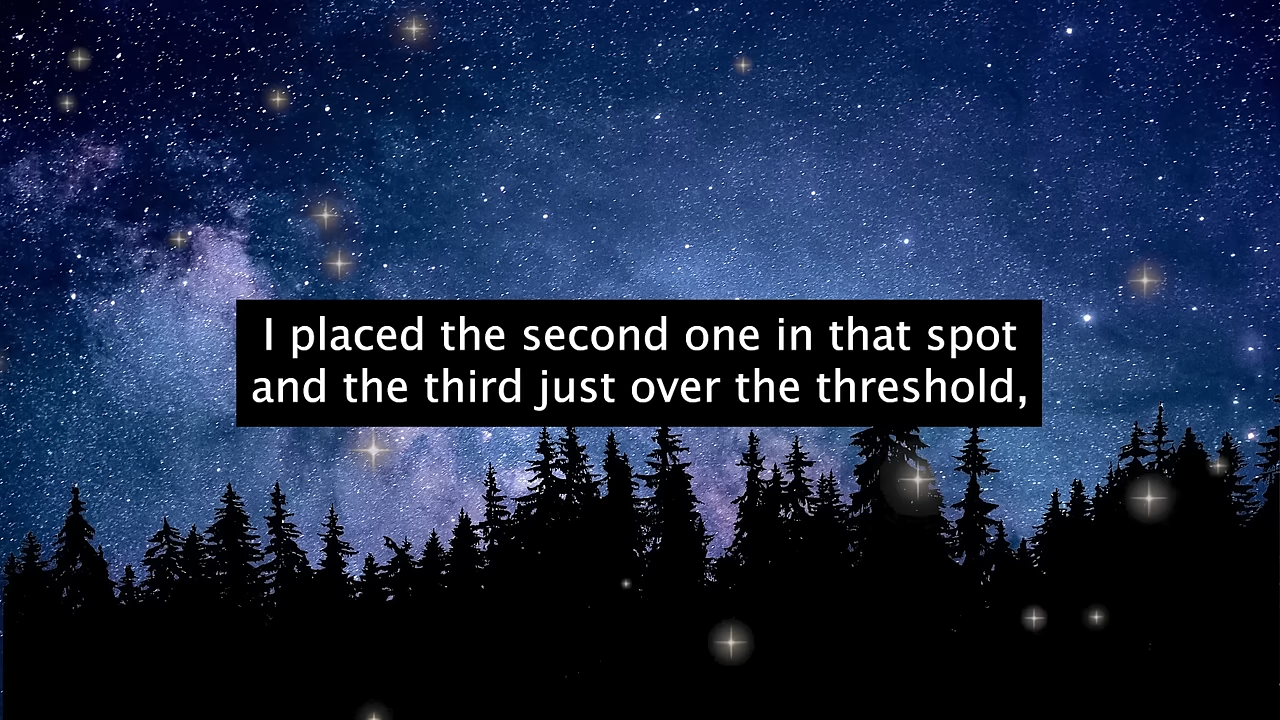 I placed the second one in that spot
and the third just over the threshold,